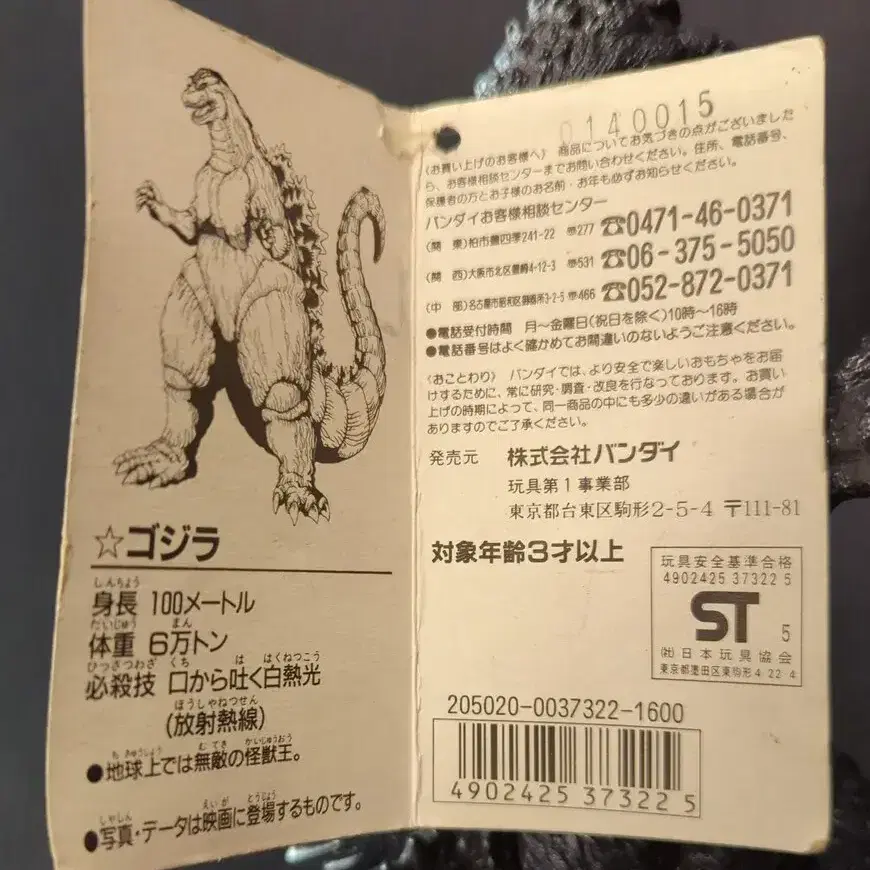 ☆ゴジラ
しんちょう
身長 100メートル
たいじゅう まん
体重 6万トン
ひっさつわざ くち は はくねつこう
必殺技 口から吐く白熱光
ほうしゃねつせん
(放射熱線)
ちきゅうじょう むてき かいじゅうおう
●地球上では無敵の怪獣王。
しゃしん えいが とうじょう
●写真・データは映画に登場するものです。
0140015
《お買い上げのお客様へ》 商品についてお気づきの点がございました
ら、お客様相談センターまでお問い合わせください。住所、電話番号、
保護者の方とお子様のお名前・お年も必ずお知らせください。
バンダイお客様相談センター
(関 東)柏市豊四季241-22 〒277 ☎0471-46-0371
(関 西)大阪市北区豊崎4-12-3 〒531 ☎06-375-5050
(中 部)名古屋市昭和区御器所3-2-5 〒466 ☎052-872-0371
●電話受付時間 月〜金曜日(祝日を除く)10時〜16時
●電話番号はよく確かめてお間違いのないようご注意ください。
《おことわり》 バンダイでは、より安全で楽しいおもちゃをお届
けするために、常に研究・調査・改良を行なっております。お買い
上げの時期によって、同一商品の中にも多少の違いがある場合が
ありますのでご了承ください。
発売元 株式会社バンダイ
玩具第1事業部
東京都台東区駒形2-5-4 〒111-81
対象年齢3才以上
玩具安全基準合格
4902425 37322 5
ST 5
(社)日本玩具協会
東京都墨田区東駒形4 22 4
205020-0037322-1600
4902425 373225